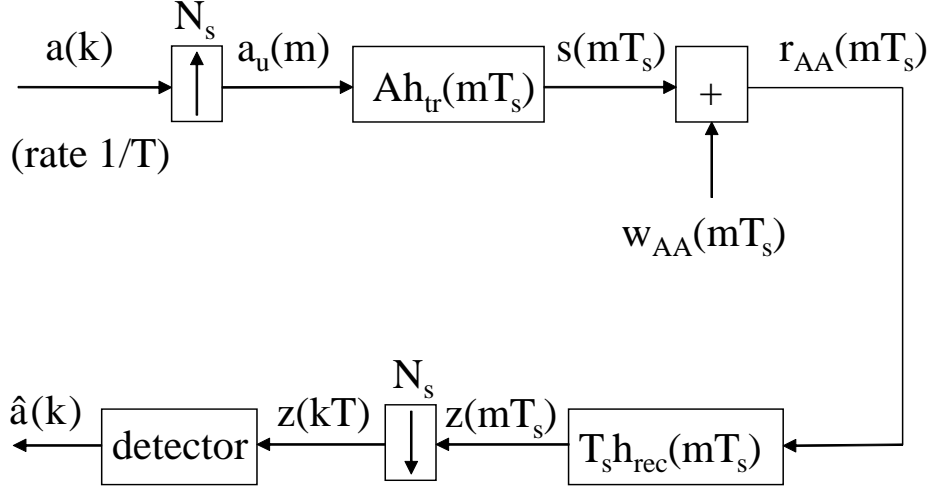 N_s
a(k)
a_u(m)
Ah_tr(mT_s)
s(mT_s)
+
r_AA(mT_s)
(rate 1/T)
w_AA(mT_s)
â(k)
detector
z(kT)
N_s
z(mT_s)
T_sh_rec(mT_s)